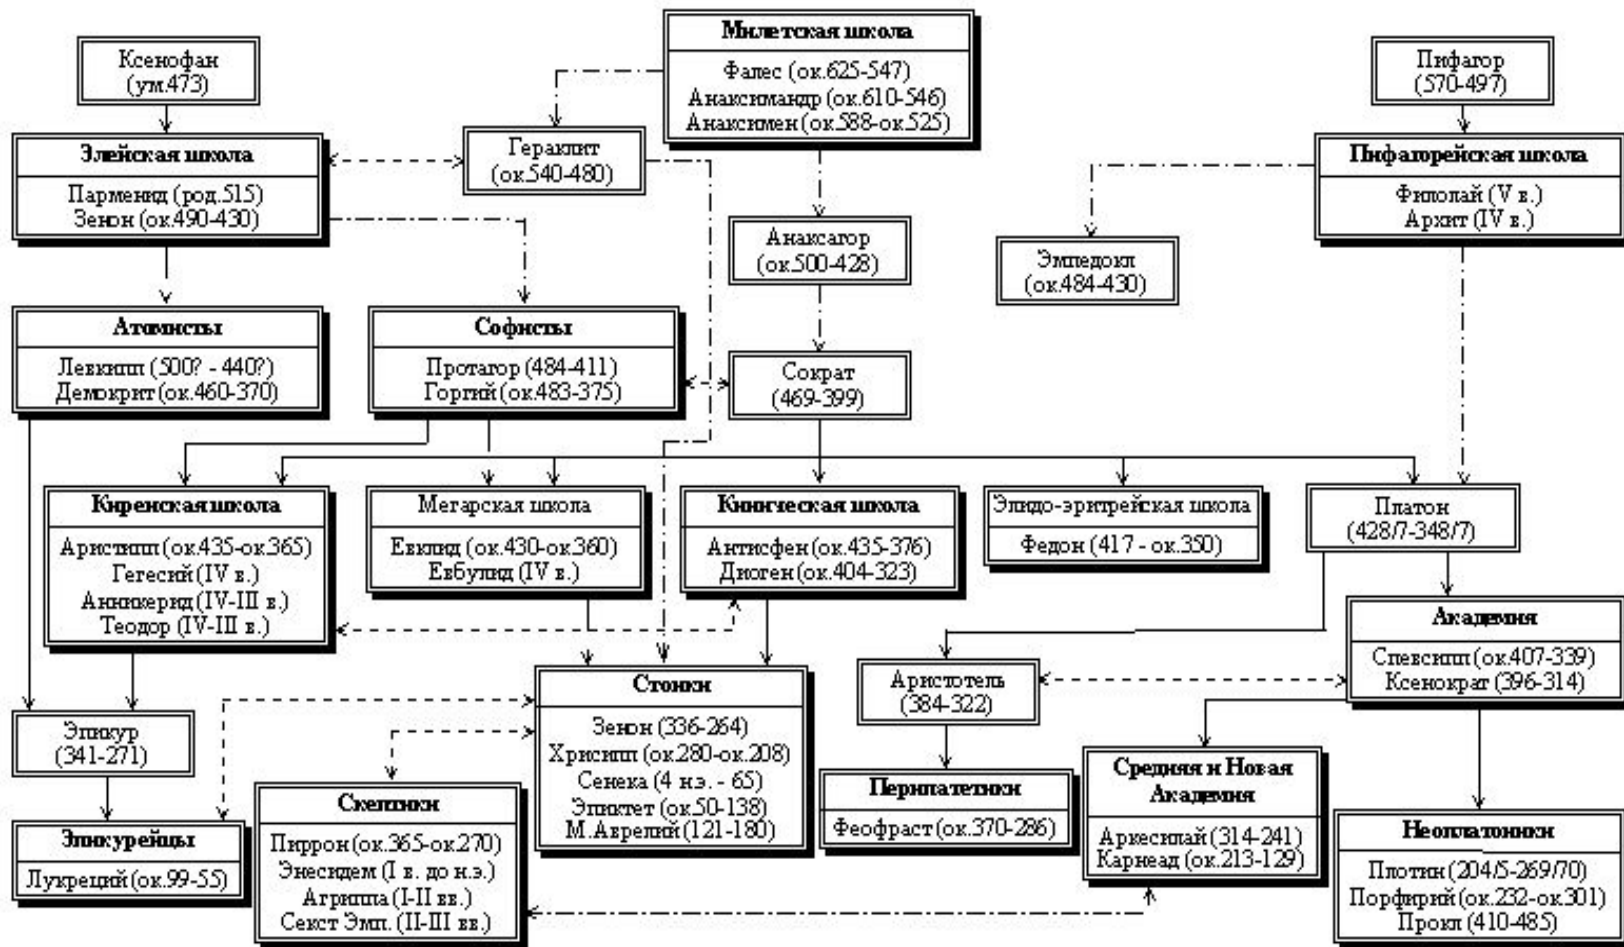 Ксенофан
(ум.473)
Милетская школа
Фалес (ок.625-547)
Анаксимандр (ок.610-546)
Анаксимен (ок.588-ок.525)
Пифагор
(570-497)
Элейская школа
Парменид (род.515)
Зенон (ок.490-430)
Гераклит
(ок.540-480)
Пифагорейская школа
Филолай (V в.)
Архит (IV в.)
Анаксагор
(ок.500-428)
Эмпедокл
(ок.484-430)
Атомисты
Левкипп (500? - 440?)
Демокрит (ок.460-370)
Софисты
Протагор (484-411)
Горгий (ок.483-375)
Сократ
(469-399)
Киренская школа
Аристипп (ок.435-ок.365)
Гегесий (IV в.)
Анникерид (IV-III в.)
Теодор (IV-III в.)
Мегарская школа
Евклид (ок.430-ок.360)
Евбулид (IV в.)
Киническая школа
Антисфен (ок.435-376)
Диоген (ок.404-323)
Элидо-эритрейская школа
Федон (417 - ок.350)
Платон
(428/7-348/7)
Академия
Спевсипп (ок.407-339)
Ксенократ (396-314)
Эпикур
(341-271)
Стоики
Зенон (336-264)
Хрисипп (ок.280-ок.208)
Сенека (4 н.э. - 65)
Эпиктет (ок.50-138)
М.Аврелий (121-180)
Аристотель
(384-322)
Эпикурейцы
Лукреций (ок.99-55)
Скептики
Пиррон (ок.365-ок.270)
Энесидем (I в. до н.э.)
Агриппа (I-II вв.)
Секст Эмп. (II-III вв.)
Перипатетики
Феофраст (ок.370-286)
Средняя и Новая
Академия
Аркесилай (314-241)
Карнеад (ок.213-129)
Неоплатоники
Плотин (204/5-269/70)
Порфирий (ок.232-ок.301)
Прокл (410-485)